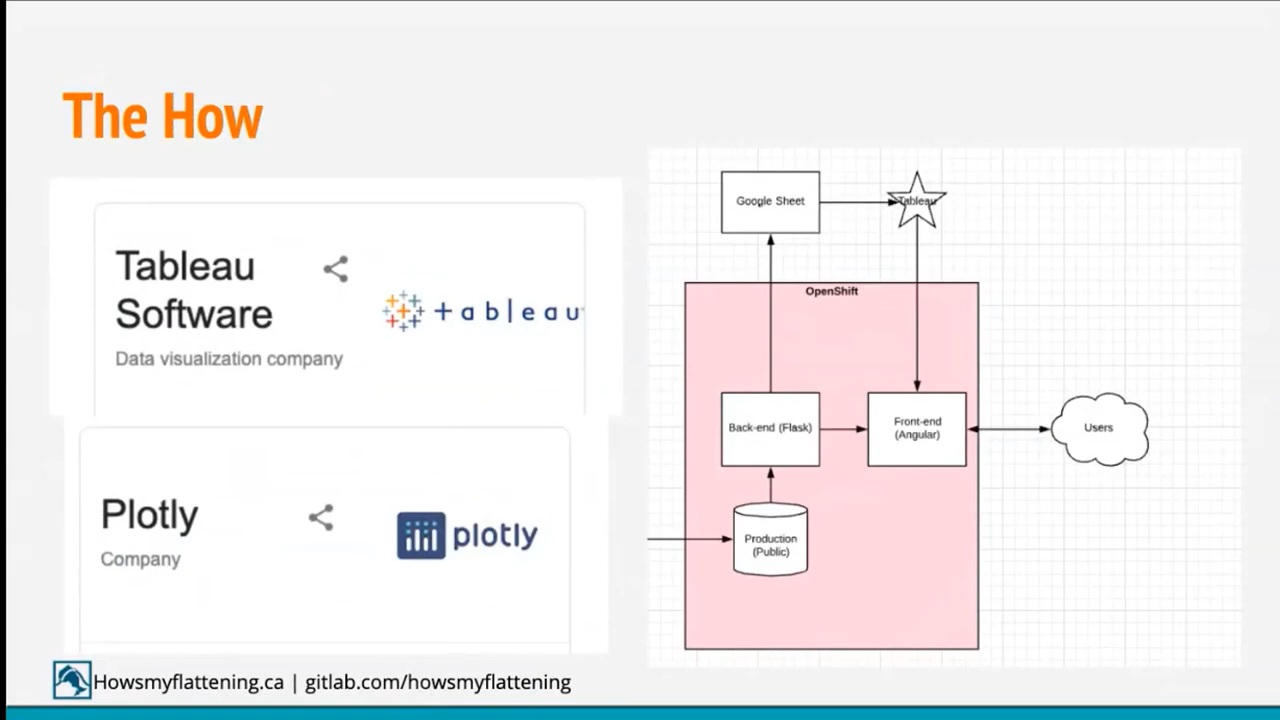 The How
Tableau
Software
Data visualization company
+ a b l e a u
Plotly
Company
plotly
Google Sheet
Tableau
OpenShift
Back-end (Flask)
Front-end
(Angular)
Users
Production
(Public)
Howsmyflattening.ca | gitlab.com/howsmyflattening